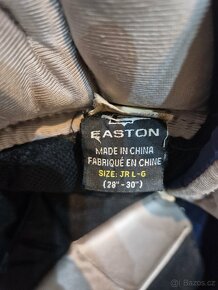 EASTON
MADE IN CHINA
FABRIQUÉ EN CHINE
SIZE: JR L-G
(28"-30")
Bazos.cz